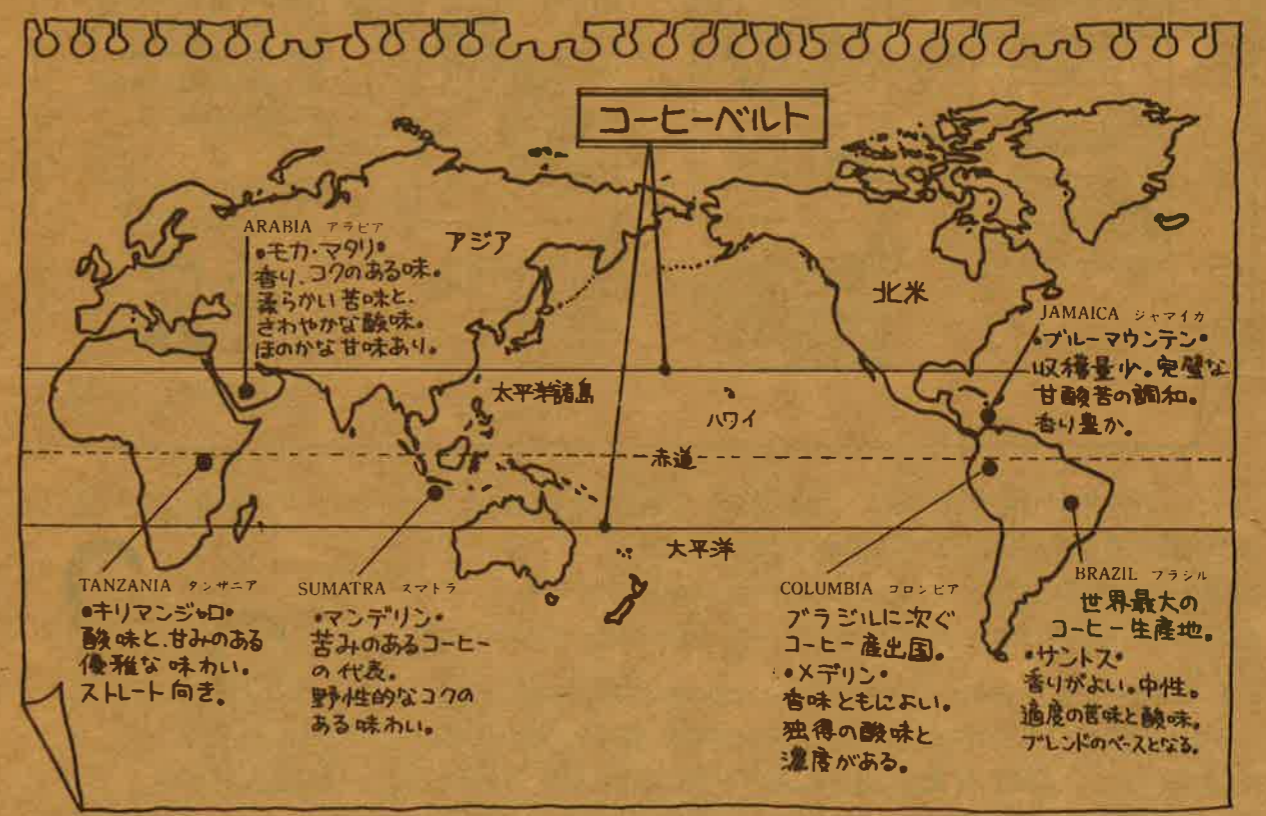 コーヒーベルト
ARABIA アラビア
•モカ・マタリ•
香り、コクのある味。
柔らかい苦味と、
さわやかな酸味。
ほのかな甘味あり。
アジア
北米
JAMAICA ジャマイカ
•ブルーマウンテン•
収穫量少。完璧な
甘酸苦の調和。
香り豊か。
太平洋諸島
ハワイ
赤道
太平洋
TANZANIA タンザニア
•キリマンジャロ•
酸味と、甘みのある
優雅な味わい。
ストレート向き。
SUMATRA スマトラ
•マンデリン•
苦みのあるコーヒー
の代表。
野性的なコクの
ある味わい。
COLUMBIA コロンビア
ブラジルに次ぐ
コーヒー産出国。
•メデリン•
香味ともによい。
独得の酸味と
濃度がある。
BRAZIL ブラジル
世界最大の
コーヒー生産地。
•サントス•
香りがよい。中性。
適度の苦味と酸味。
ブレンドのベースとなる。